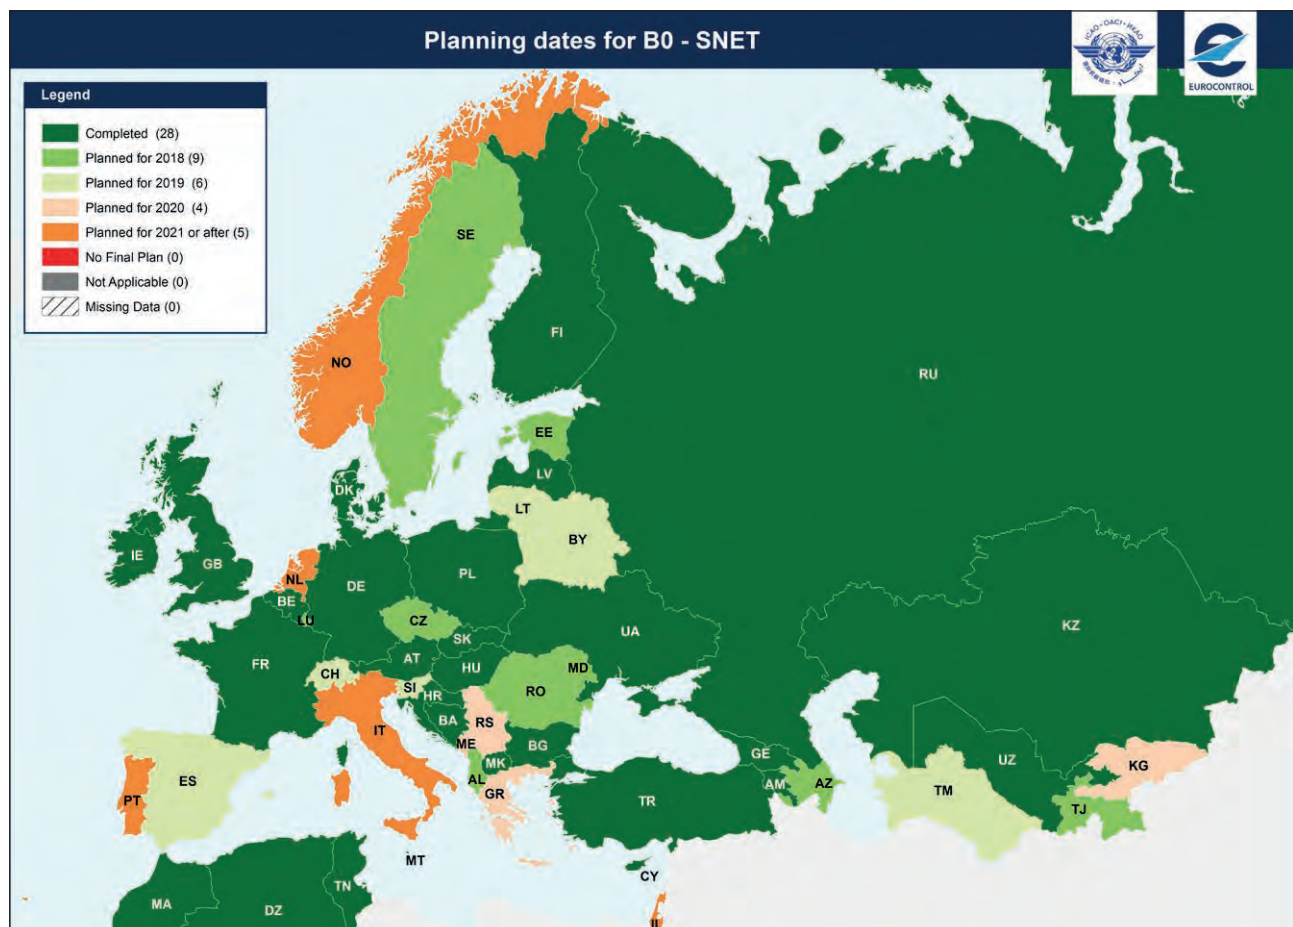 Planning dates for B0 - SNET
ICAO · OACI · ИКАО
EUROCONTROL
Legend
Completed (28)
Planned for 2018 (9)
Planned for 2019 (6)
Planned for 2020 (4)
Planned for 2021 or after (5)
No Final Plan (0)
Not Applicable (0)
Missing Data (0)
SE
FI
NO
RU
EE
LV
DK
LT
BY
IE
GB
NL
DE
PL
BE
LU
CZ
UA
KZ
SK
FR
AT
HU
MD
CH
SI
RO
HR
IT
BA
RS
ME
BG
GE
UZ
KG
MK
ES
AL
AM
AZ
TM
TJ
PT
GR
TR
MT
CY
TN
MA
DZ
IL